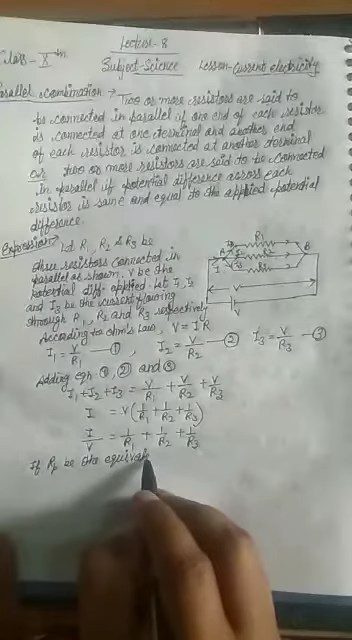 Lecture-8
Class-Xth Subject-Science Lesson-Current electricity
Parallel combination → Two or more resistors are said to
be connected in parallel if one end of each resistor
is connected at one terminal and another end
of each resistor is connected at another terminal
Or two or more resistors are said to be connected
in parallel if potential difference across each
resistor is same and equal to the applied potential
difference.
Expression → let R1, R2 & R3 be
three resistors connected in
parallel as shown. V be the
potential diff. applied. let I1, I2
and I3 be the current flowing
through R1, R2 and R3 respectively
According to ohm's law, V = IR
I1 = V/R1 —①, I2 = V/R2 —② I3 = V/R3 —③
Adding eqn ①, ② and ③
I1+I2+I3 = V/R1 + V/R2 + V/R3
I = V(1/R1 + 1/R2 + 1/R3)
I/V = 1/R1 + 1/R2 + 1/R3
If Rp be the equivale
R1
A I2 R2 B
I I3 R3
V
V